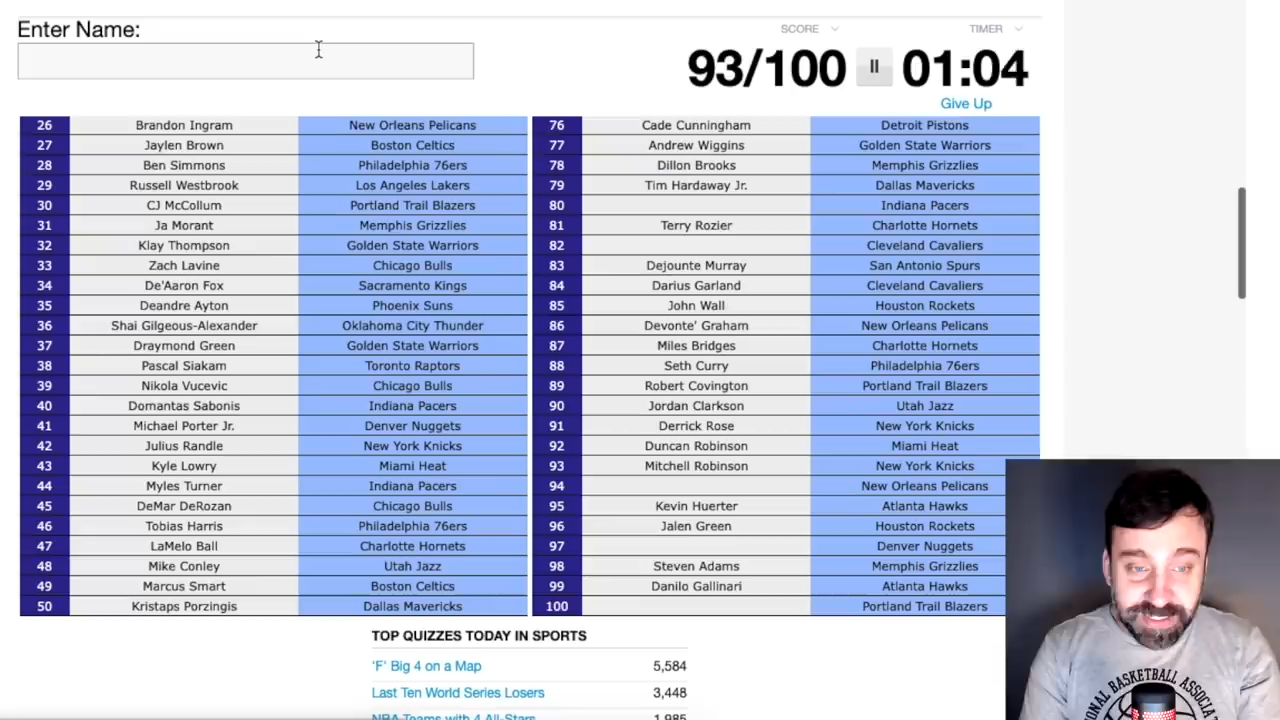 Enter Name:
SCORE
TIMER
93/100
01:04
Give Up
26 Brandon Ingram New Orleans Pelicans
27 Jaylen Brown Boston Celtics
28 Ben Simmons Philadelphia 76ers
29 Russell Westbrook Los Angeles Lakers
30 CJ McCollum Portland Trail Blazers
31 Ja Morant Memphis Grizzlies
32 Klay Thompson Golden State Warriors
33 Zach Lavine Chicago Bulls
34 De'Aaron Fox Sacramento Kings
35 Deandre Ayton Phoenix Suns
36 Shai Gilgeous-Alexander Oklahoma City Thunder
37 Draymond Green Golden State Warriors
38 Pascal Siakam Toronto Raptors
39 Nikola Vucevic Chicago Bulls
40 Domantas Sabonis Indiana Pacers
41 Michael Porter Jr. Denver Nuggets
42 Julius Randle New York Knicks
43 Kyle Lowry Miami Heat
44 Myles Turner Indiana Pacers
45 DeMar DeRozan Chicago Bulls
46 Tobias Harris Philadelphia 76ers
47 LaMelo Ball Charlotte Hornets
48 Mike Conley Utah Jazz
49 Marcus Smart Boston Celtics
50 Kristaps Porzingis Dallas Mavericks
76 Cade Cunningham Detroit Pistons
77 Andrew Wiggins Golden State Warriors
78 Dillon Brooks Memphis Grizzlies
79 Tim Hardaway Jr. Dallas Mavericks
80 Indiana Pacers
81 Terry Rozier Charlotte Hornets
82 Cleveland Cavaliers
83 Dejounte Murray San Antonio Spurs
84 Darius Garland Cleveland Cavaliers
85 John Wall Houston Rockets
86 Devonte' Graham New Orleans Pelicans
87 Miles Bridges Charlotte Hornets
88 Seth Curry Philadelphia 76ers
89 Robert Covington Portland Trail Blazers
90 Jordan Clarkson Utah Jazz
91 Derrick Rose New York Knicks
92 Duncan Robinson Miami Heat
93 Mitchell Robinson New York Knicks
94 New Orleans Pelicans
95 Kevin Huerter Atlanta Hawks
96 Jalen Green Houston Rockets
97 Denver Nuggets
98 Steven Adams Memphis Grizzlies
99 Danilo Gallinari Atlanta Hawks
100 Portland Trail Blazers
TOP QUIZZES TODAY IN SPORTS
'F' Big 4 on a Map 5,584
Last Ten World Series Losers 3,448
NBA Teams with 4 All-Stars 1,985
BASKETBALL